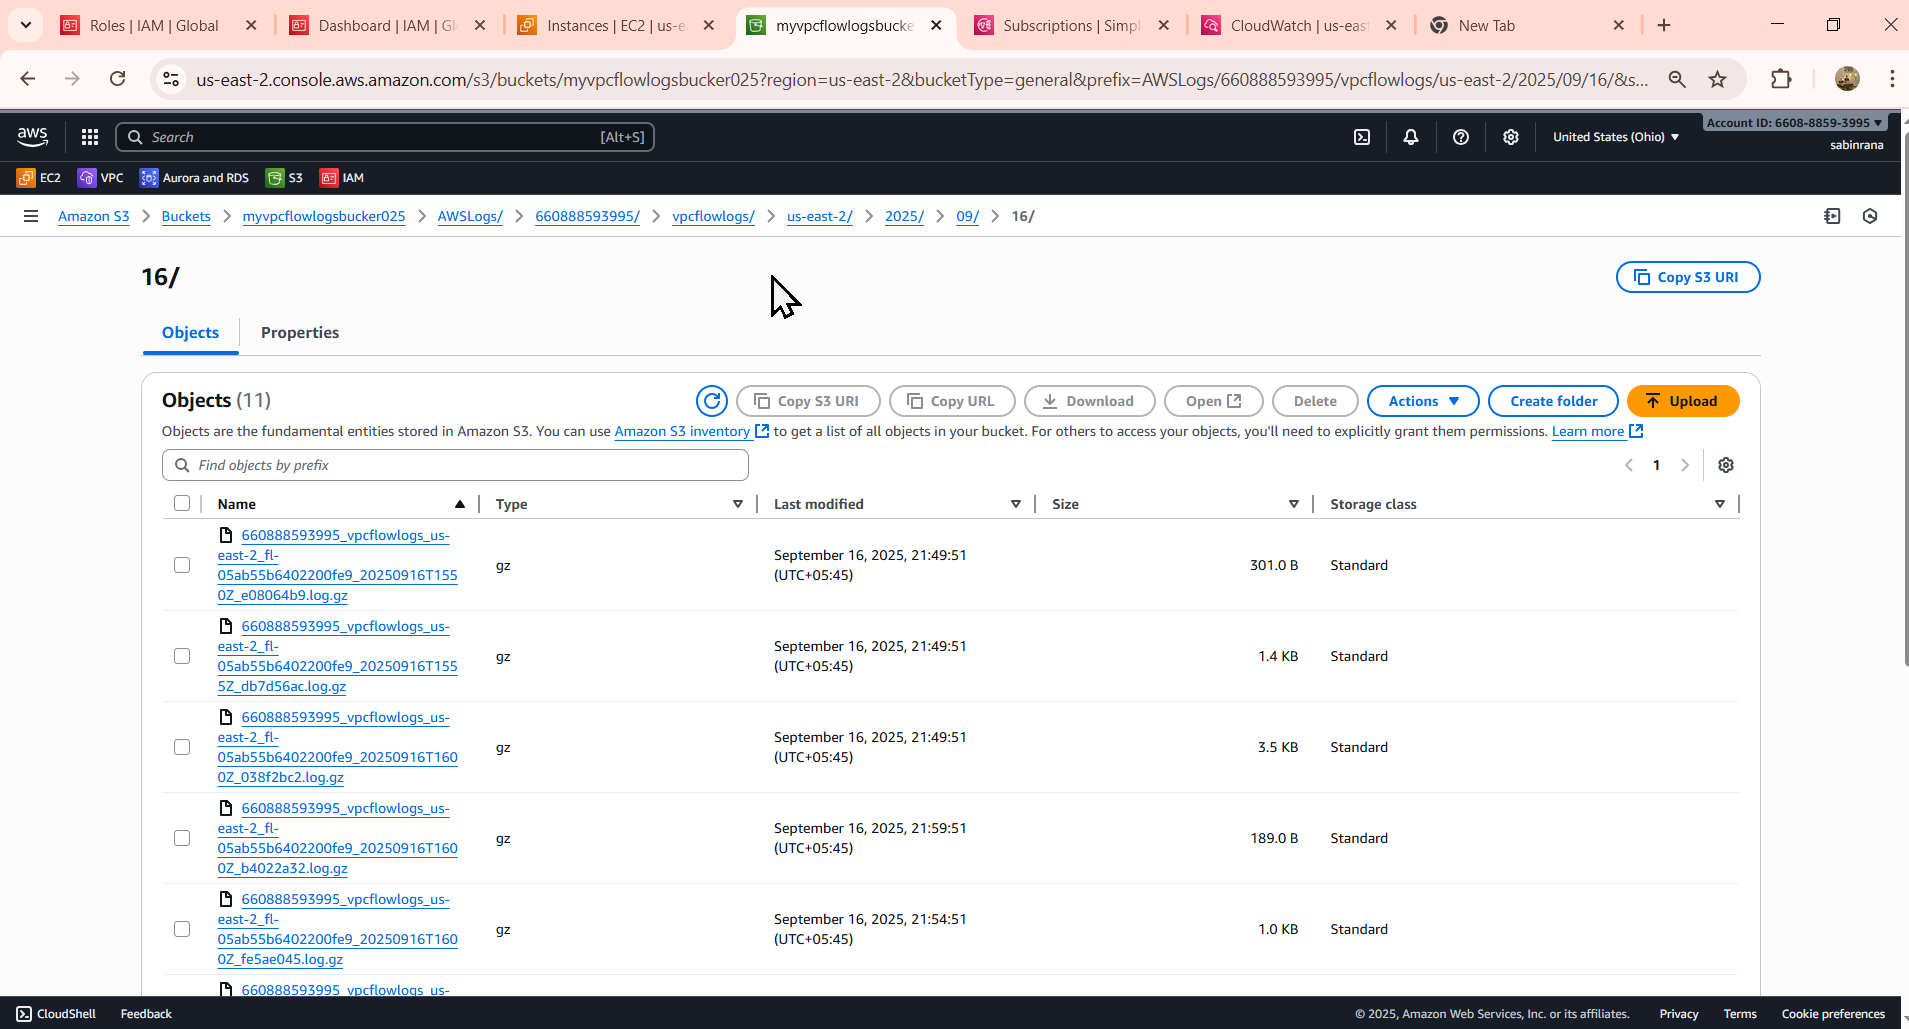 Roles | IAM | Global
Dashboard | IAM | Gl
Instances | EC2 | us-e
myvpcflowlogsbucke
Subscriptions | Simpl
CloudWatch | us-east
New Tab
us-east-2.console.aws.amazon.com/s3/buckets/myvpcflowlogsbucker025?region=us-east-2&bucketType=general&prefix=AWSLogs/660888593995/vpcflowlogs/us-east-2/2025/09/16/&s...
aws
Search
[Alt+S]
United States (Ohio)
Account ID: 6608-8859-3995
sabinrana
EC2
VPC
Aurora and RDS
S3
IAM
Amazon S3
Buckets
myvpcflowlogsbucker025
AWSLogs/
660888593995/
vpcflowlogs/
us-east-2/
2025/
09/
16/
16/
Copy S3 URI
Objects
Properties
Objects (11)
Copy S3 URI
Copy URL
Download
Open
Delete
Actions
Create folder
Upload
Objects are the fundamental entities stored in Amazon S3. You can use Amazon S3 inventory to get a list of all objects in your bucket. For others to access your objects, you'll need to explicitly grant them permissions. Learn more
Find objects by prefix
1
Name
Type
Last modified
Size
Storage class
660888593995_vpcflowlogs_us-
east-2_fl-
05ab55b6402200fe9_20250916T155
0Z_e08064b9.log.gz
gz
September 16, 2025, 21:49:51
(UTC+05:45)
301.0 B
Standard
660888593995_vpcflowlogs_us-
east-2_fl-
05ab55b6402200fe9_20250916T155
5Z_db7d56ac.log.gz
gz
September 16, 2025, 21:49:51
(UTC+05:45)
1.4 KB
Standard
660888593995_vpcflowlogs_us-
east-2_fl-
05ab55b6402200fe9_20250916T160
0Z_038f2bc2.log.gz
gz
September 16, 2025, 21:49:51
(UTC+05:45)
3.5 KB
Standard
660888593995_vpcflowlogs_us-
east-2_fl-
05ab55b6402200fe9_20250916T160
0Z_b4022a32.log.gz
gz
September 16, 2025, 21:59:51
(UTC+05:45)
189.0 B
Standard
660888593995_vpcflowlogs_us-
east-2_fl-
05ab55b6402200fe9_20250916T160
0Z_fe5ae045.log.gz
gz
September 16, 2025, 21:54:51
(UTC+05:45)
1.0 KB
Standard
660888593995_vpcflowlogs_us-
CloudShell
Feedback
© 2025, Amazon Web Services, Inc. or its affiliates.
Privacy
Terms
Cookie preferences